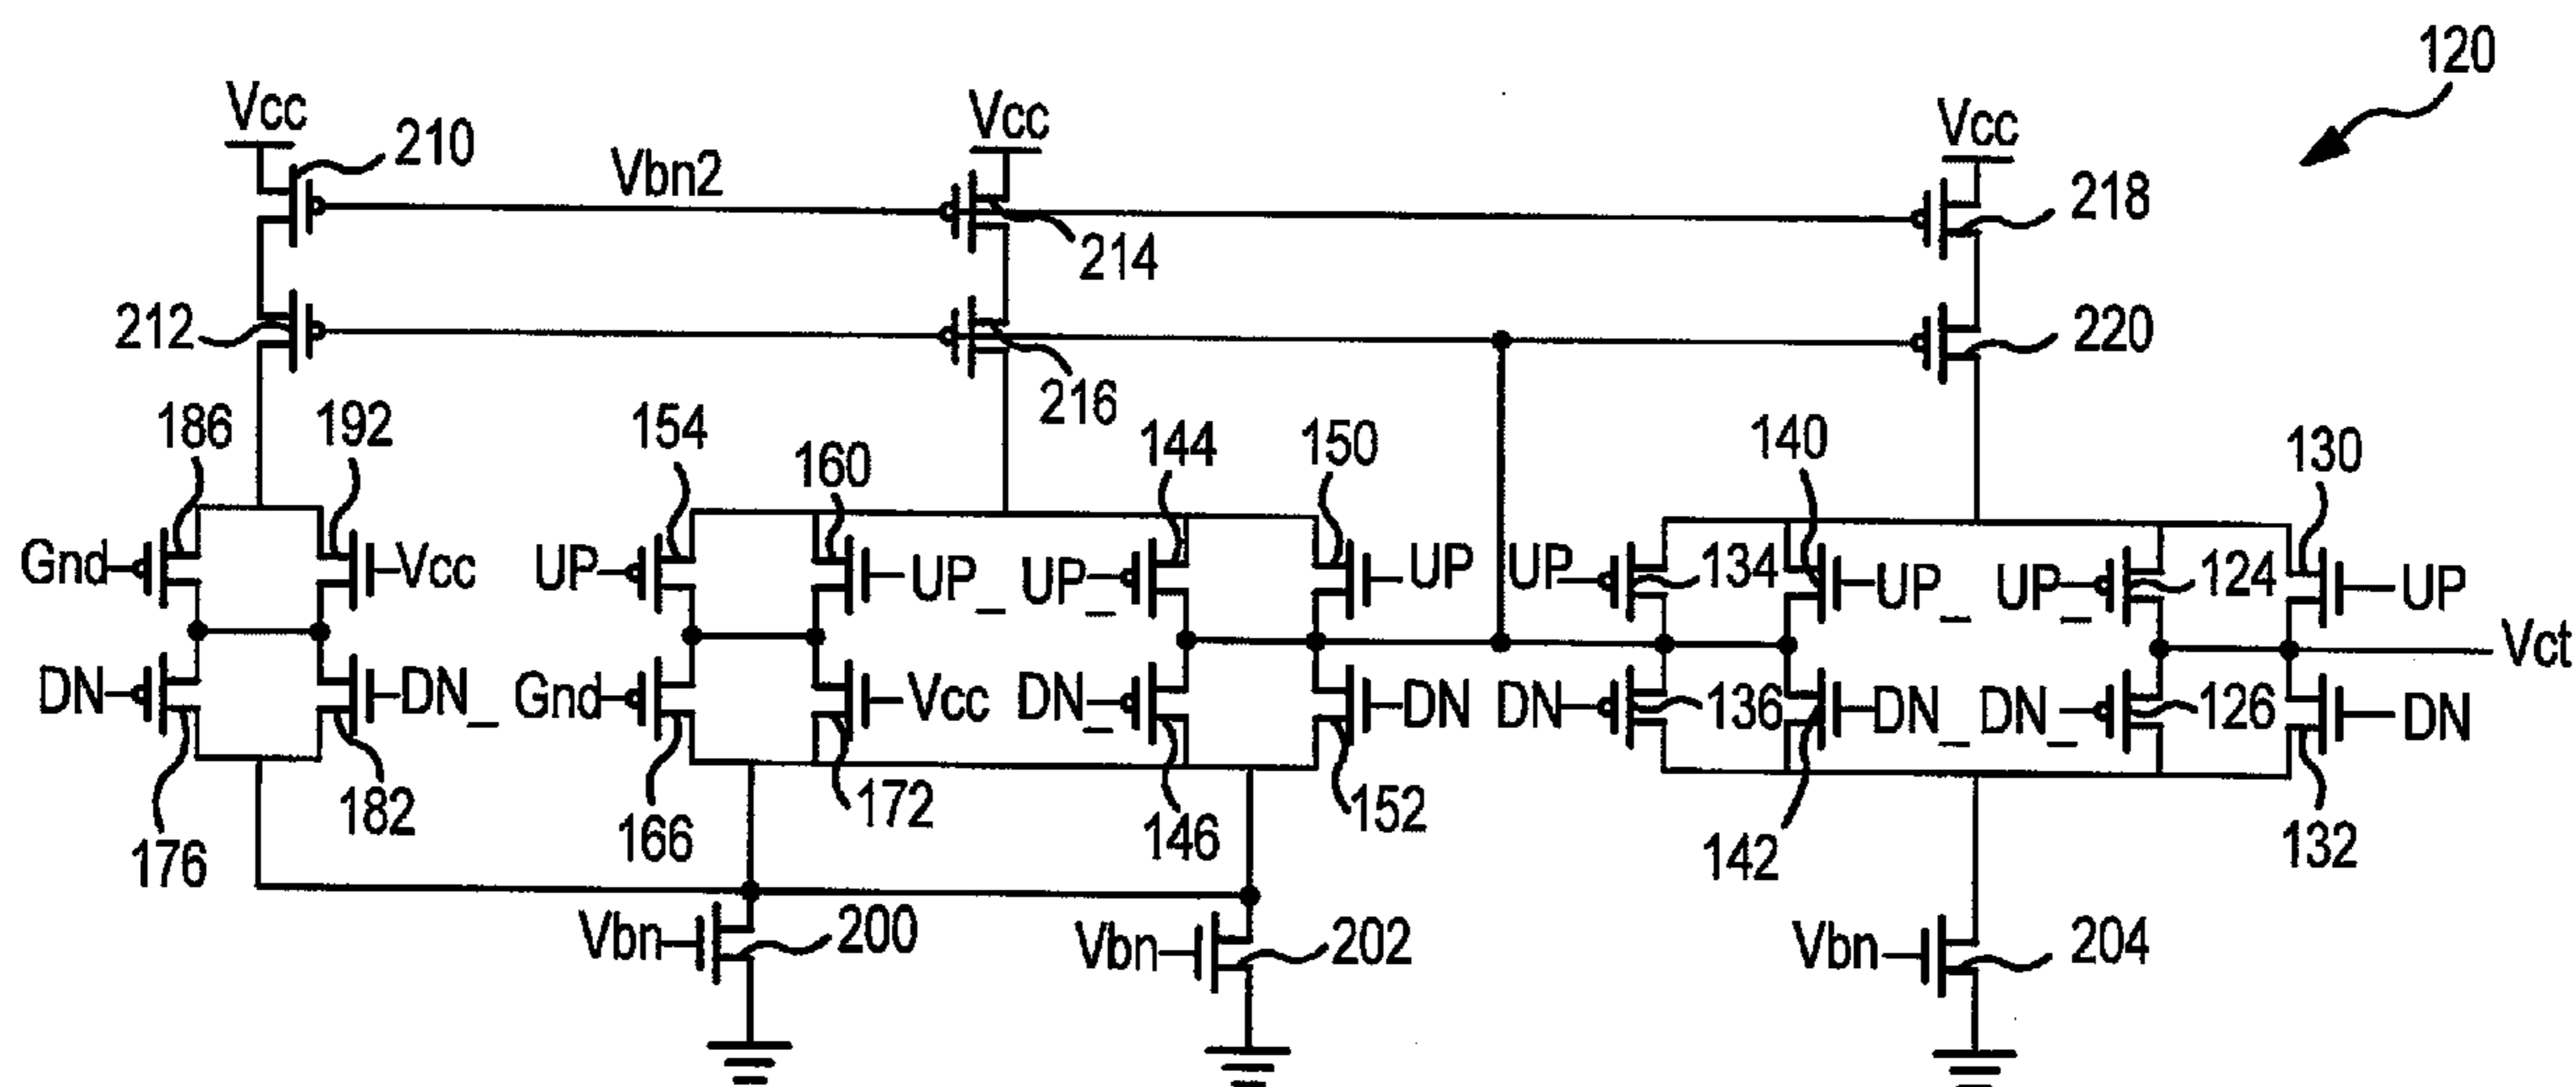 120
Vcc
Vcc
Vcc
210
Vbn2
218
214
212
220
216
186
192
154
160
144
150
140
130
Gnd
Vcc
UP
UP_
UP_
UP
UP
134
UP_
UP_
124
UP
Vct
DN
DN_
Gnd
Vcc
DN_
DN
DN
136
DN_
DN_
126
DN
176
182
166
172
146
152
142
132
Vbn
200
Vbn
202
Vbn
204